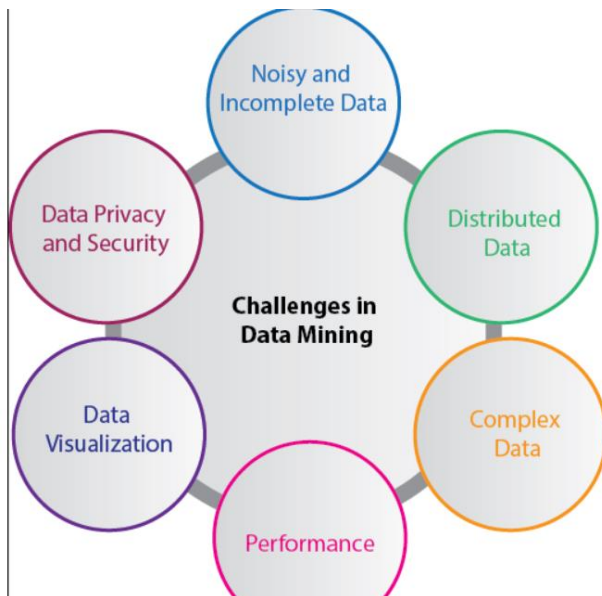 Noisy and
Incomplete Data
Data Privacy
and Security
Distributed
Data
Challenges in
Data Mining
Data
Visualization
Complex
Data
Performance